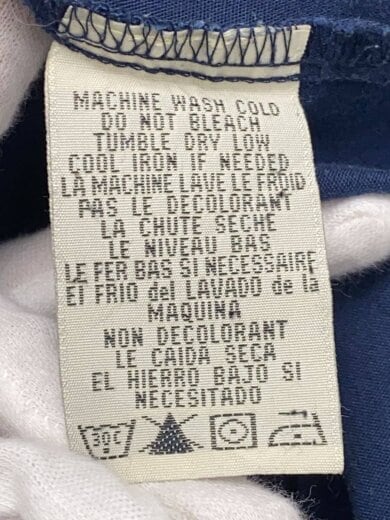 MACHINE WASH COLD
DO NOT BLEACH
TUMBLE DRY LOW
COOL IRON IF NEEDED
LA MACHINE LAVE LE FROID
PAS LE DECOLORANT
LA CHUTE SECHE
LE NIVEAU BAS
LE FER BAS SI NECESSAIRE
El FRIO del LAVADO de la
MAQUINA
NON DECOLORANT
LE CAIDA SECA
EL HIERRO BAJO SI
NECESITADO
30C